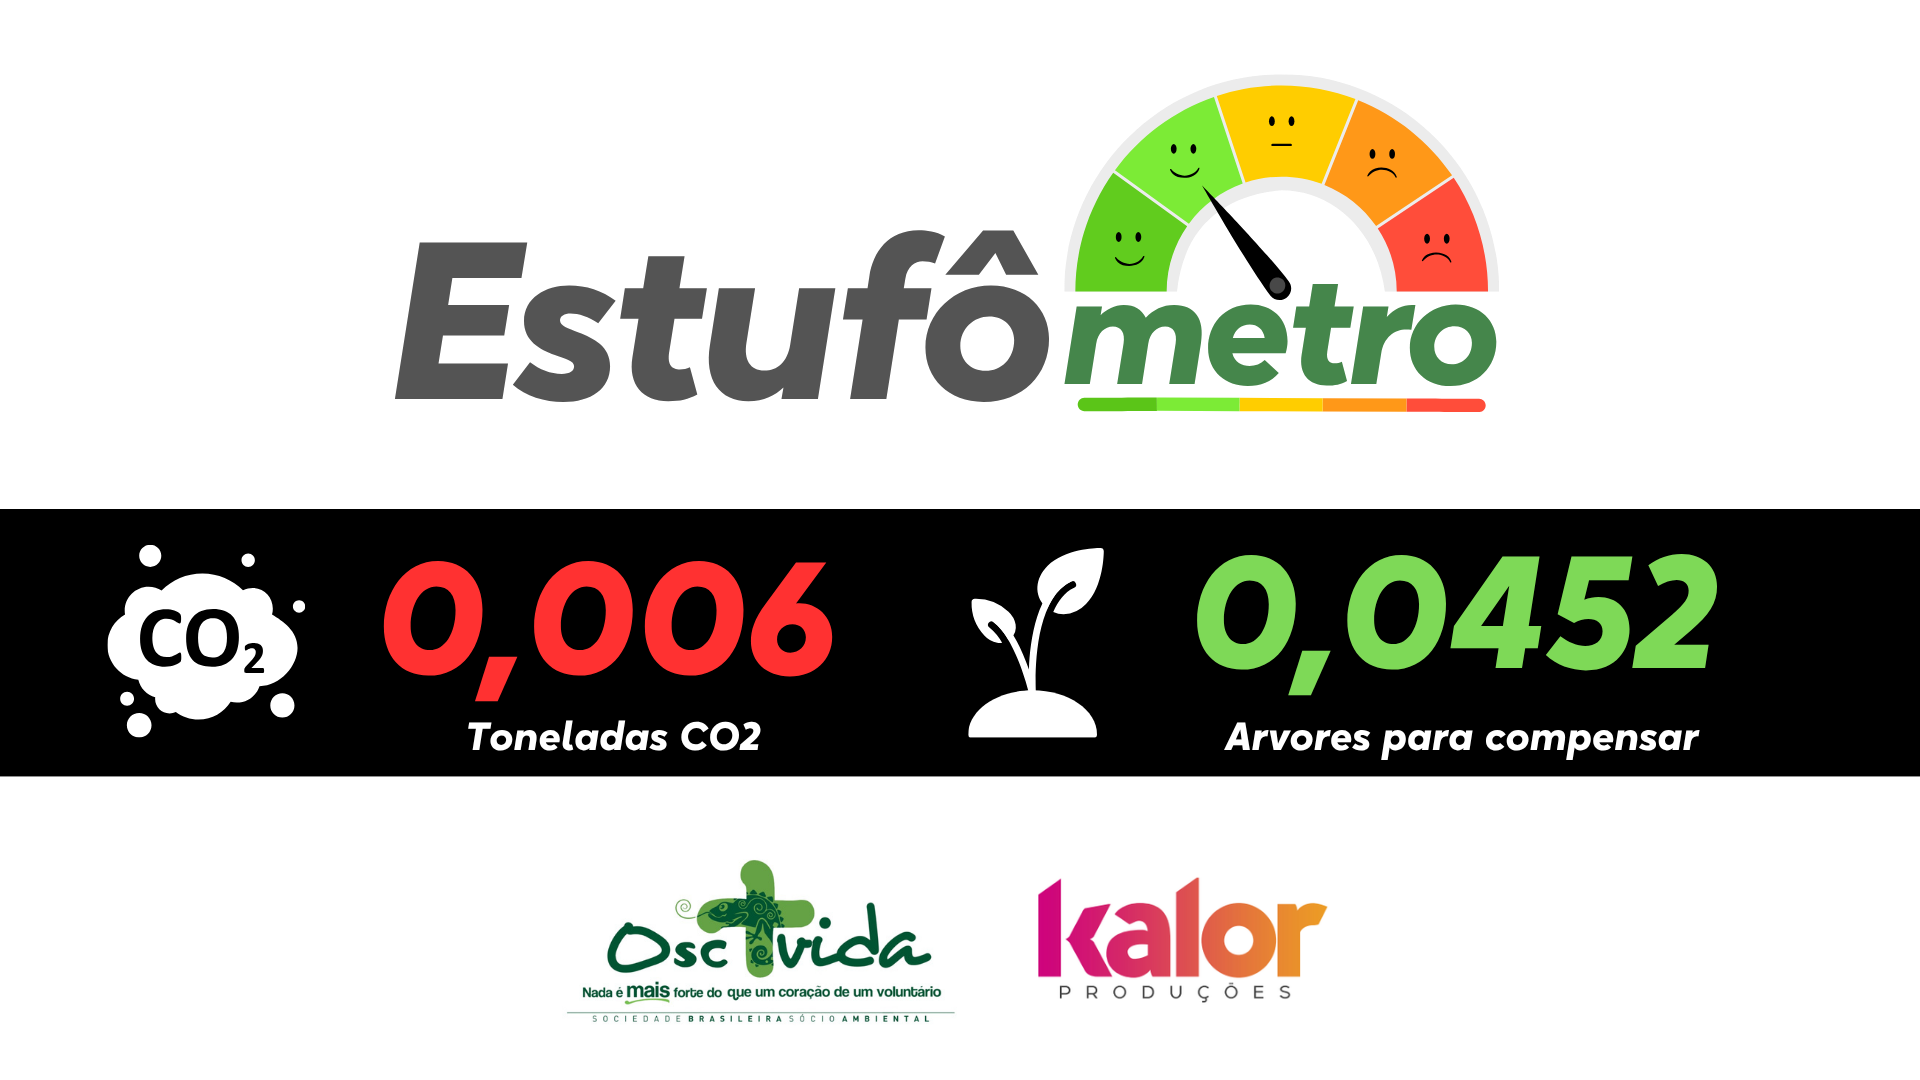 Estufômetro
CO2
0,006
Toneladas CO2
0,0452
Arvores para compensar
Osc vida
Nada é mais forte do que um coração de um voluntário
SOCIEDADE BRASILEIRA SÓCIO AMBIENTAL
kalor
PRODUÇÕES